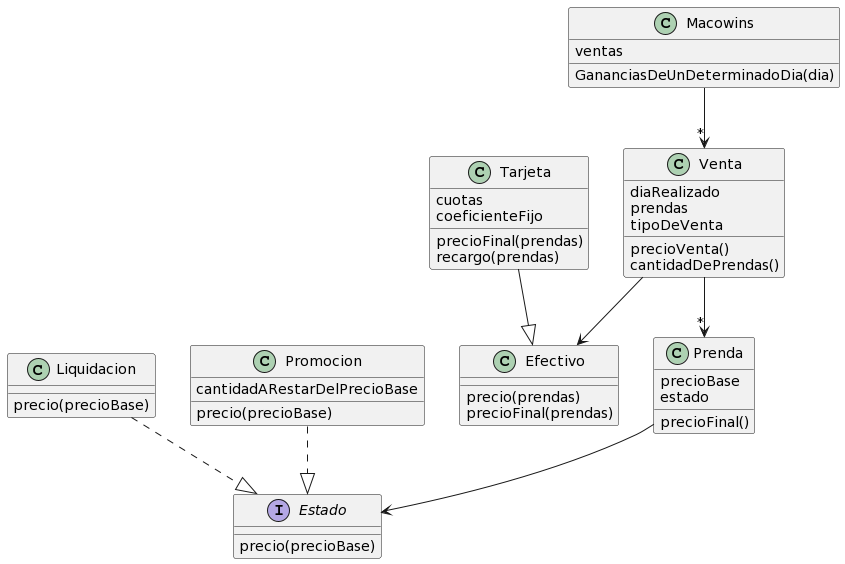 C Macowins
ventas
GananciasDeUnDeterminadoDia(dia)
*
C Tarjeta
cuotas
coeficienteFijo
precioFinal(prendas)
recargo(prendas)
C Venta
diaRealizado
prendas
tipoDeVenta
precioVenta()
cantidadDePrendas()
*
C Liquidacion
precio(precioBase)
C Promocion
cantidadARestarDelPrecioBase
precio(precioBase)
C Efectivo
precio(prendas)
precioFinal(prendas)
C Prenda
precioBase
estado
precioFinal()
I Estado
precio(precioBase)